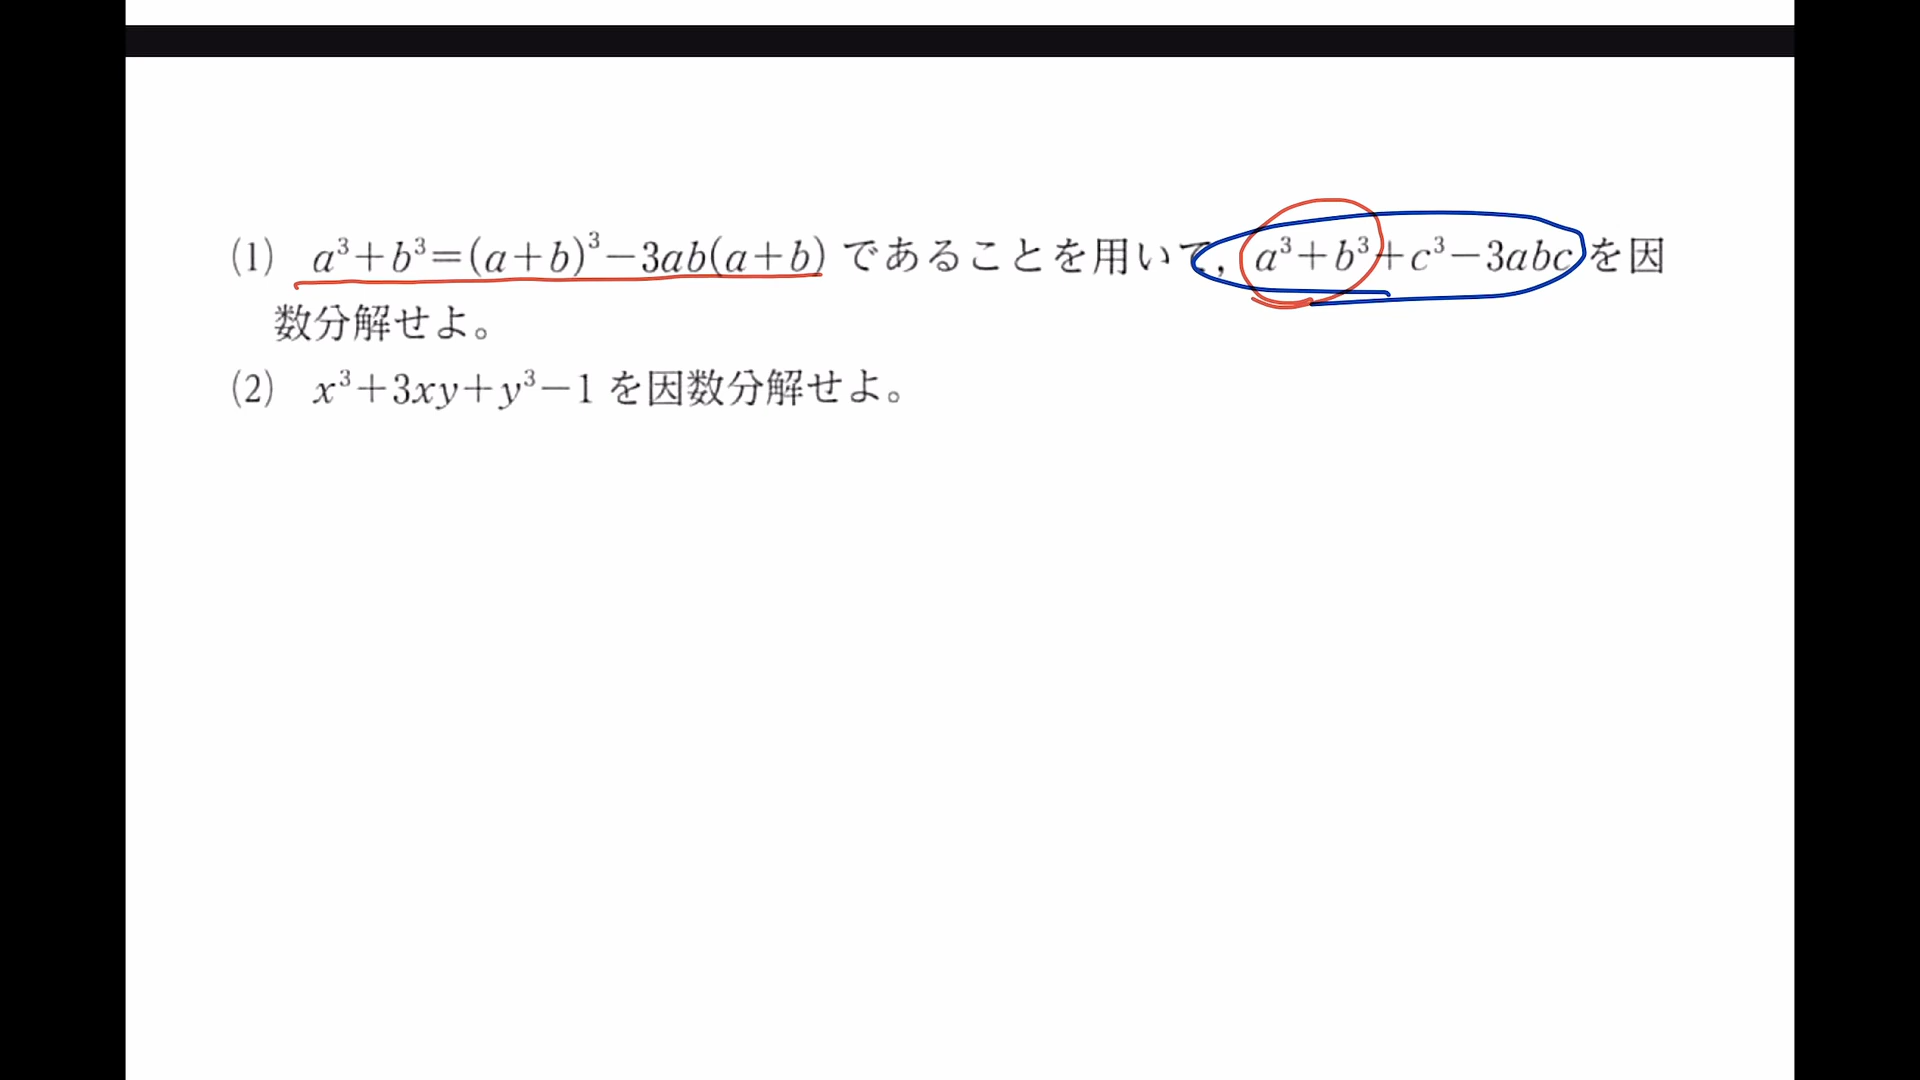 (1) a³+b³=(a+b)³−3ab(a+b) であることを用いて, a³+b³+c³−3abc を因
数分解せよ。
(2) x³+3xy+y³−1 を因数分解せよ。